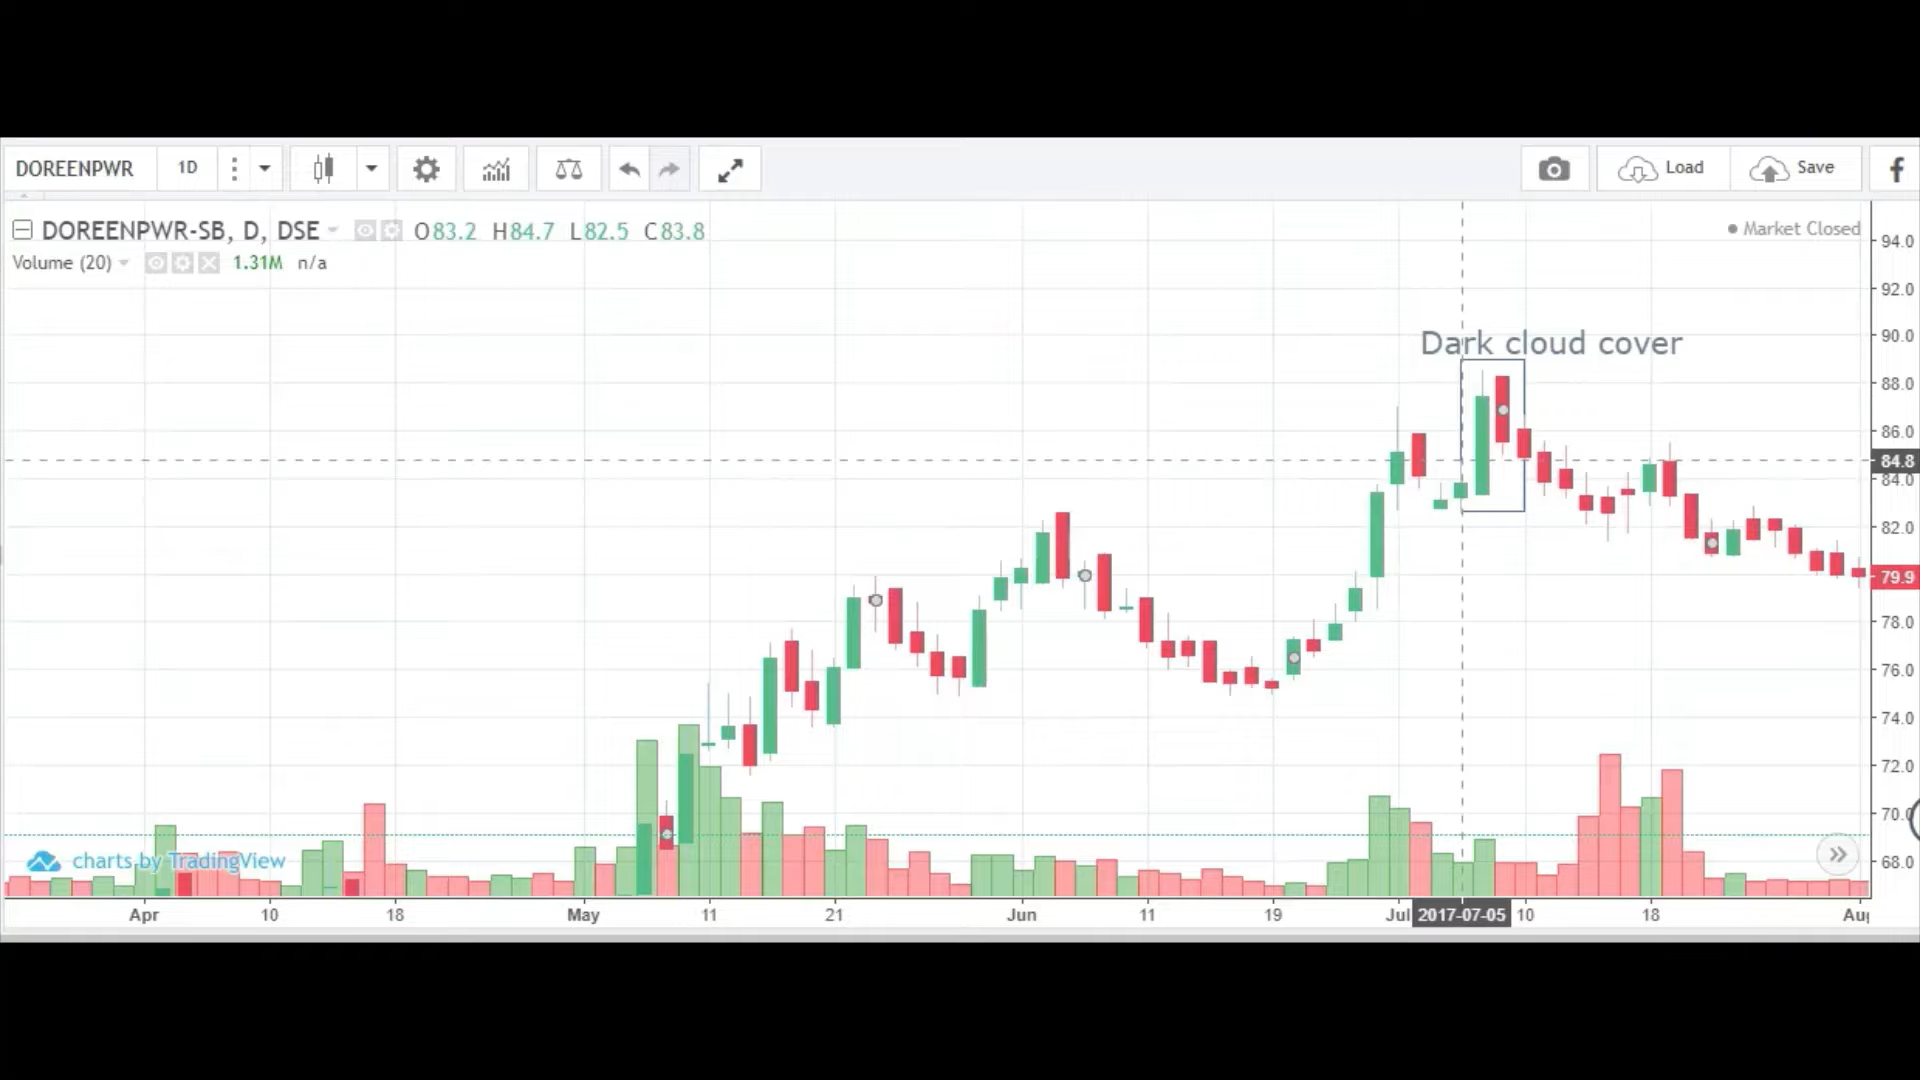 DOREENPWR 1D Load Save
DOREENPWR-SB, D, DSE O83.2 H84.7 L82.5 C83.8 Market Closed
Volume (20) 1.31M n/a
94.0
92.0
Dark cloud cover
90.0
88.0
86.0
84.8
84.0
82.0
79.9
78.0
76.0
74.0
72.0
70.0
charts by TradingView
68.0
Apr 10 18 May 11 21 Jun 11 19 Jul 2017-07-05 10 18 Au